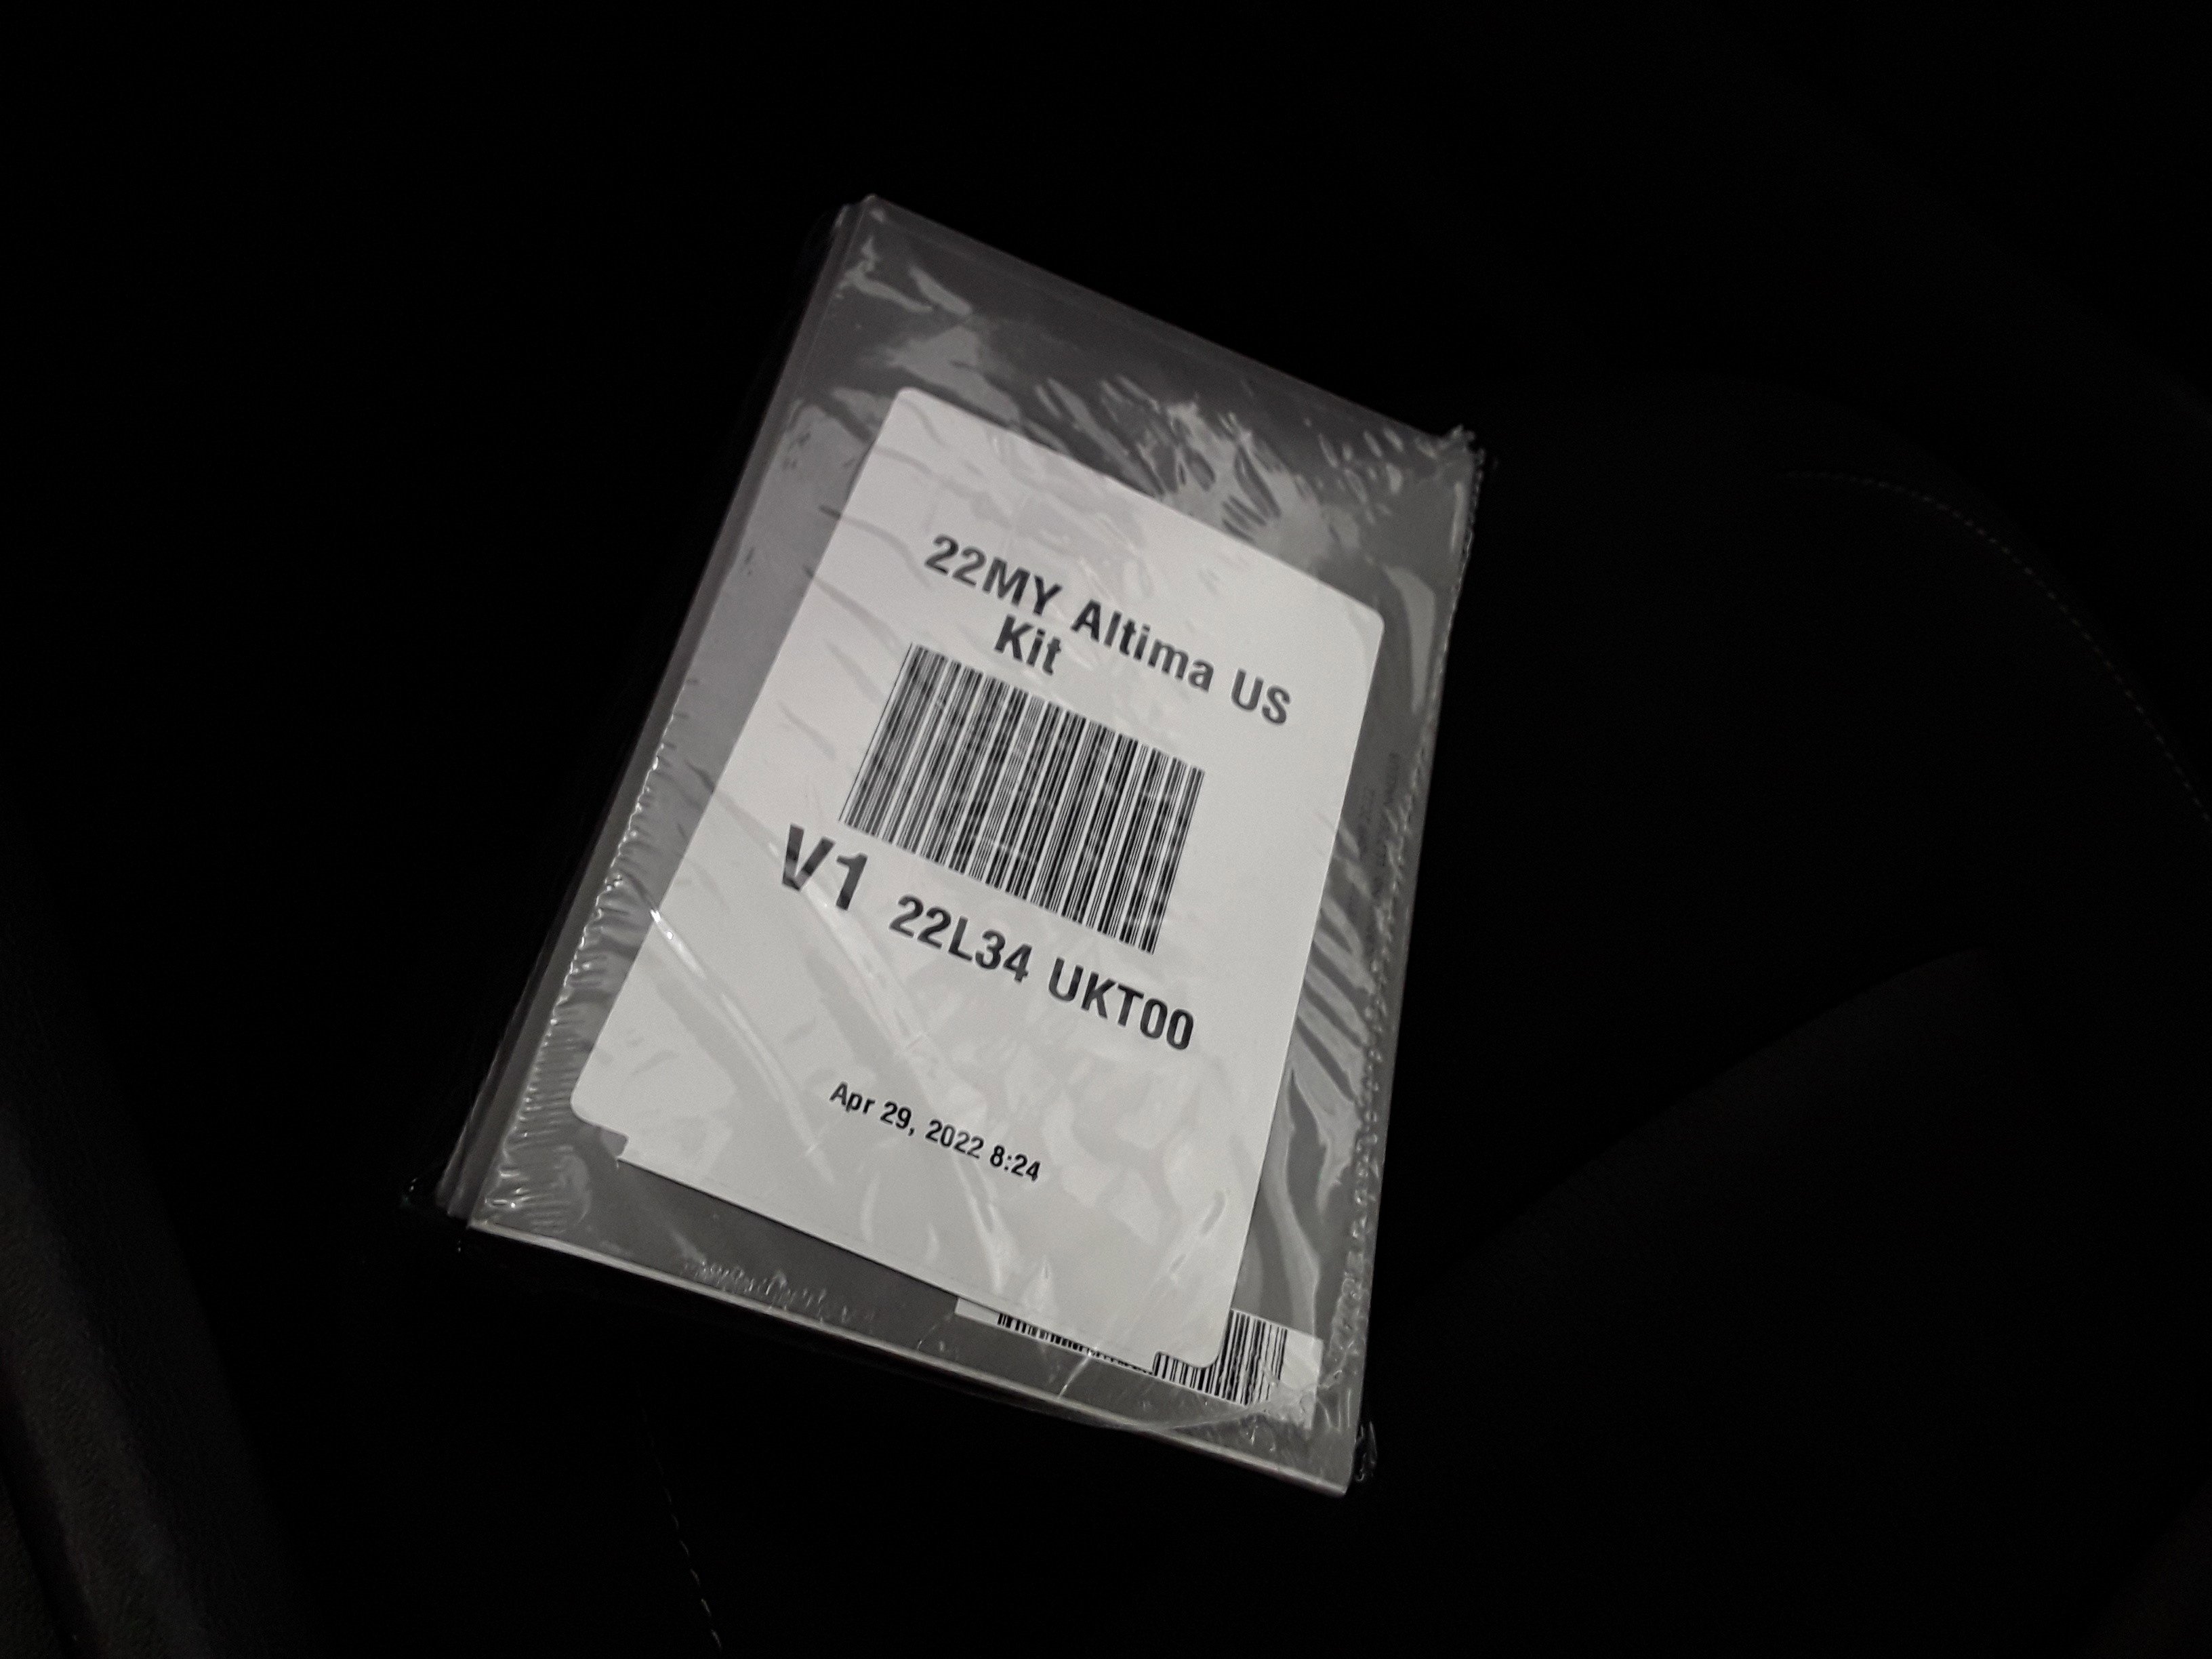 22MY Altima US
Kit
V1 22L34 UKT00
Apr 29, 2022 8:24